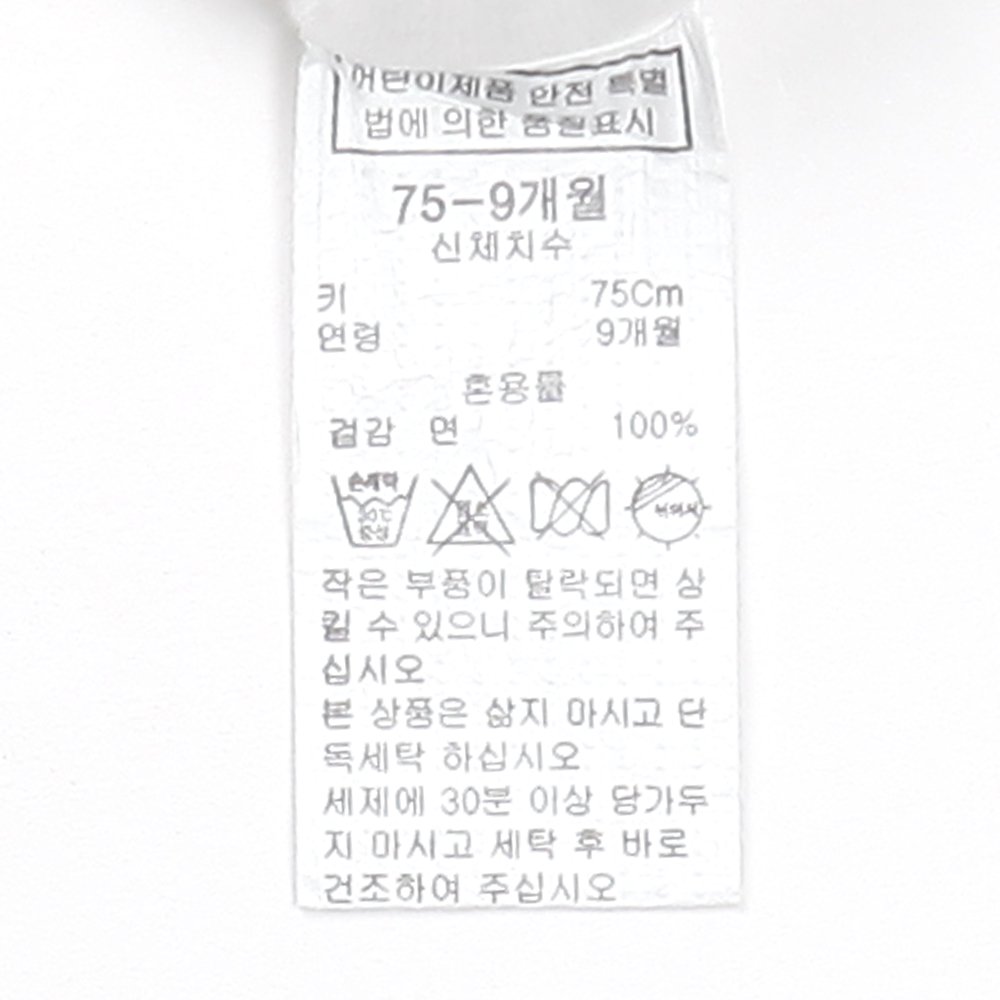 어린이제품 안전 특별
법에 의한 품질표시
75-9개월
신체치수
키 75Cm
연령 9개월
혼용률
겉감 면 100%
손세탁
30℃
중성
작은 부품이 탈락되면 상
킬 수 있으니 주의하여 주
십시오
본 상품은 삶지 마시고 단
독세탁 하십시오
세제에 30분 이상 당가두
지 마시고 세탁 후 바로
건조하여 주십시오